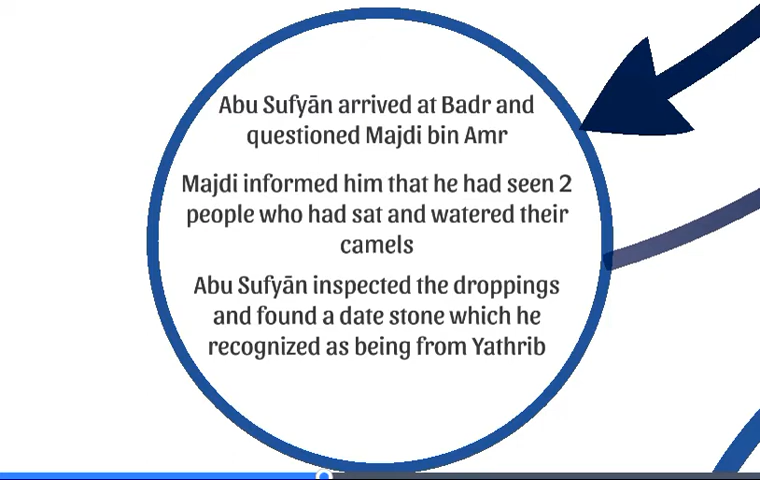 Abu Sufyān arrived at Badr and
questioned Majdi bin Amr
Majdi informed him that he had seen 2
people who had sat and watered their
camels
Abu Sufyān inspected the droppings
and found a date stone which he
recognized as being from Yathrib